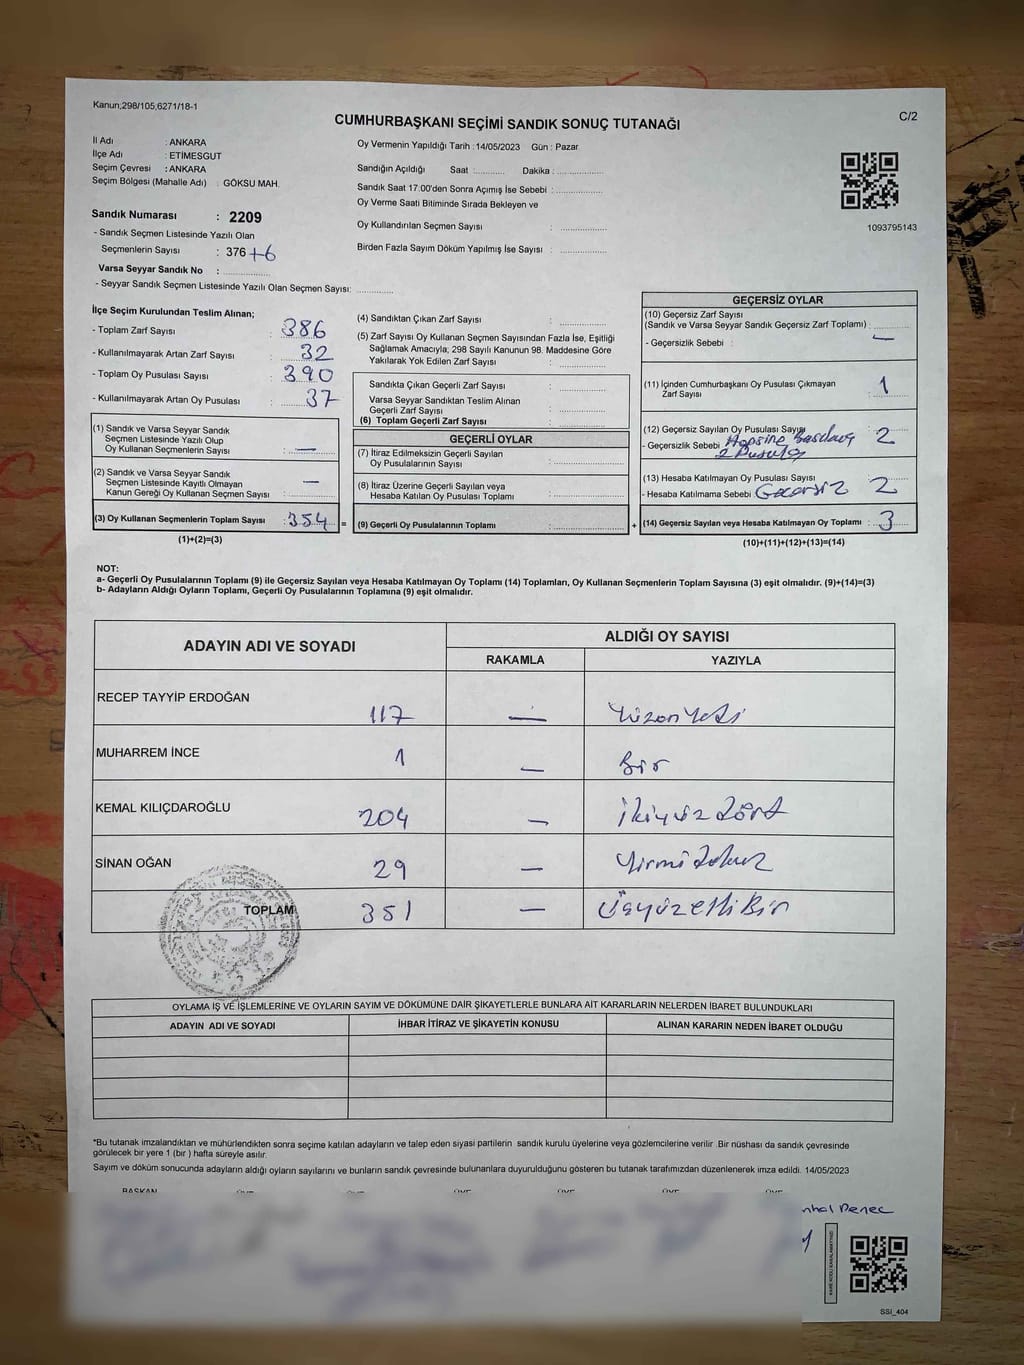 Kanun;298/105,6271/18-1
C/2
CUMHURBAŞKANI SEÇİMİ SANDIK SONUÇ TUTANAĞI
İl Adı : ANKARA
İlçe Adı : ETİMESGUT
Seçim Çevresi : ANKARA
Seçim Bölgesi (Mahalle Adı) : GÖKSU MAH.
Sandık Numarası : 2209
- Sandık Seçmen Listesinde Yazılı Olan
Seçmenlerin Sayısı : 376 +6
Varsa Seyyar Sandık No : ..............
- Seyyar Sandık Seçmen Listesinde Yazılı Olan Seçmen Sayısı: ..............
Oy Vermenin Yapıldığı Tarih : 14/05/2023 Gün : Pazar
Sandığın Açıldığı Saat ............ Dakika : ..............
Sandık Saat 17:00'den Sonra Açımış İse Sebebi : ..............
Oy Verme Saati Bitiminde Sırada Bekleyen ve
Oy Kullandırılan Seçmen Sayısı : ..............
Birden Fazla Sayım Döküm Yapılmış İse Sayısı : ..............
1093795143
İlçe Seçim Kurulundan Teslim Alınan;
- Toplam Zarf Sayısı : 386
- Kullanılmayarak Artan Zarf Sayısı : 32
- Toplam Oy Pusulası Sayısı : 390
- Kullanılmayarak Artan Oy Pusulası : 37
(1) Sandık ve Varsa Seyyar Sandık
Seçmen Listesinde Yazılı Olup
Oy Kullanan Seçmenlerin Sayısı : —
(2) Sandık ve Varsa Seyyar Sandık
Seçmen Listesinde Kayıtlı Olmayan
Kanun Gereği Oy Kullanan Seçmen Sayısı : —
(3) Oy Kullanan Seçmenlerin Toplam Sayısı : 354 =
(1)+(2)=(3)
(4) Sandıktan Çıkan Zarf Sayısı : ..............
(5) Zarf Sayısı Oy Kullanan Seçmen Sayısından Fazla İse, Eşitliği
Sağlamak Amacıyla; 298 Sayılı Kanunun 98. Maddesine Göre
Yakılarak Yok Edilen Zarf Sayısı : ..............
Sandıkta Çıkan Geçerli Zarf Sayısı : ..............
Varsa Seyyar Sandıktan Teslim Alınan
Geçerli Zarf Sayısı : ..............
(6) Toplam Geçerli Zarf Sayısı : ..............
GEÇERLİ OYLAR
(7) İtiraz Edilmeksizin Geçerli Sayılan
Oy Pusulalarının Sayısı : ..............
(8) İtiraz Üzerine Geçerli Sayılan veya
Hesaba Katılan Oy Pusulası Toplamı : ..............
(9) Geçerli Oy Pusulalarının Toplamı : .............. +
GEÇERSİZ OYLAR
(10) Geçersiz Zarf Sayısı
(Sandık ve Varsa Seyyar Sandık Geçersiz Zarf Toplamı) : ..............
- Geçersizlik Sebebi : —
(11) İçinden Cumhurbaşkanı Oy Pusulası Çıkmayan
Zarf Sayısı : 1
(12) Geçersiz Sayılan Oy Pusulası Sayısı : 2
- Geçersizlik Sebebi Hepsine Basılmış
2 Pusula
(13) Hesaba Katılmayan Oy Pusulası Sayısı : 2
- Hesaba Katılmama Sebebi Geçersiz
(14) Geçersiz Sayılan veya Hesaba Katılmayan Oy Toplamı : 3
(10)+(11)+(12)+(13)=(14)
NOT:
a- Geçerli Oy Pusulalarının Toplamı (9) ile Geçersiz Sayılan veya Hesaba Katılmayan Oy Toplamı (14) Toplamları, Oy Kullanan Seçmenlerin Toplam Sayısına (3) eşit olmalıdır. (9)+(14)=(3)
b- Adayların Aldığı Oyların Toplamı, Geçerli Oy Pusulalarının Toplamına (9) eşit olmalıdır.
ADAYIN ADI VE SOYADI ALDIĞI OY SAYISI
RAKAMLA YAZIYLA
RECEP TAYYİP ERDOĞAN 117 — Yüzonyedi
MUHARREM İNCE 1 — Bir
KEMAL KILIÇDAROĞLU 204 — İkiyüzdört
SİNAN OĞAN 29 — Yirmidokuz
TOPLAM 351 — ÜçyüzelliBir
OYLAMA İŞ VE İŞLEMLERİNE VE OYLARIN SAYIM VE DÖKÜMÜNE DAİR ŞİKAYETLERLE BUNLARA AİT KARARLARIN NELERDEN İBARET BULUNDUKLARI
ADAYIN ADI VE SOYADI İHBAR İTİRAZ VE ŞİKAYETİN KONUSU ALINAN KARARIN NEDEN İBARET OLDUĞU
*Bu tutanak imzalandıktan ve mühürlendikten sonra seçime katılan adayların ve talep eden siyasi partilerin sandık kurulu üyelerine veya gözlemcilerine verilir .Bir nüshası da sandık çevresinde
görülecek bir yere 1 (bir ) hafta süreyle asılır.
Sayım ve döküm sonucunda adayların aldığı oyların sayılarını ve bunların sandık çevresinde bulunanlara duyurulduğunu gösteren bu tutanak tarafımızdan düzenlenerek imza edildi. 14/05/2023
BAŞKAN ÜYE ÜYE ÜYE ÜYE ÜYE ÜYE
SSİ_404